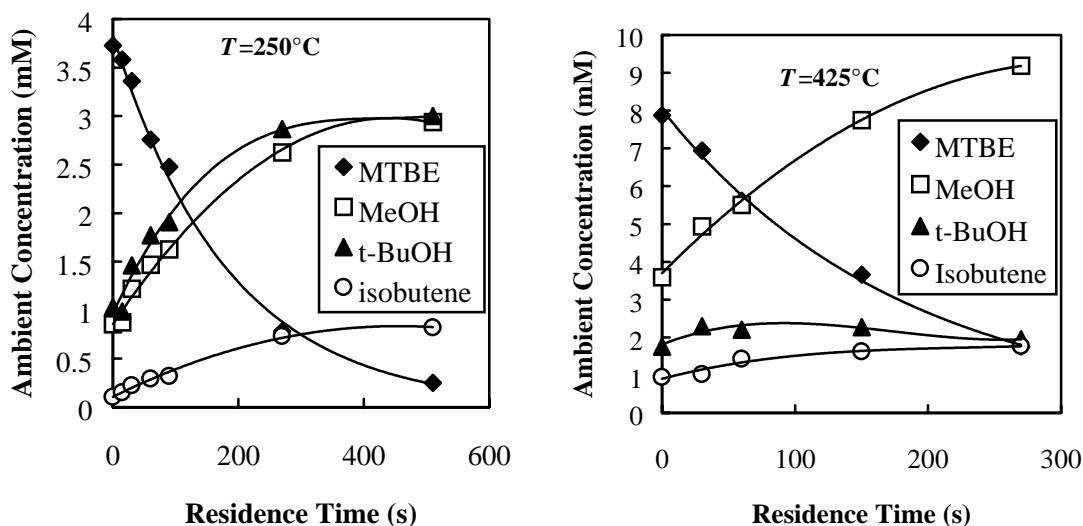 Ambient Concentration (mM)
4
3.5
3
2.5
2
1.5
1
0.5
0
T=250°C
MTBE
MeOH
t-BuOH
isobutene
0
200
400
600
Residence Time (s)
Ambient Concentration (mM)
10
9
8
7
6
5
4
3
2
1
0
T=425°C
MTBE
MeOH
t-BuOH
Isobutene
0
100
200
300
Residence Time (s)